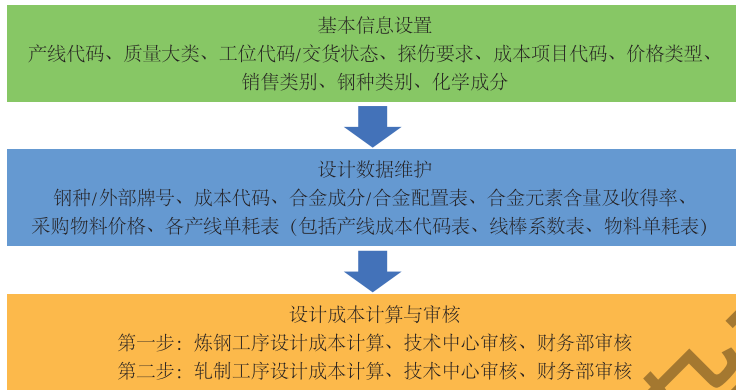 基本信息设置
产线代码、质量大类、工位代码/交货状态、探伤要求、成本项目代码、价格类型、
销售类别、钢种类别、化学成分
设计数据维护
钢种/外部牌号、成本代码、合金成分/合金配置表、合金元素含量及收得率、
采购物料价格、各产线单耗表（包括产线成本代码表、线棒系数表、物料单耗表）
设计成本计算与审核
第一步：炼钢工序设计成本计算、技术中心审核、财务部审核
第二步：轧制工序设计成本计算、技术中心审核、财务部审核